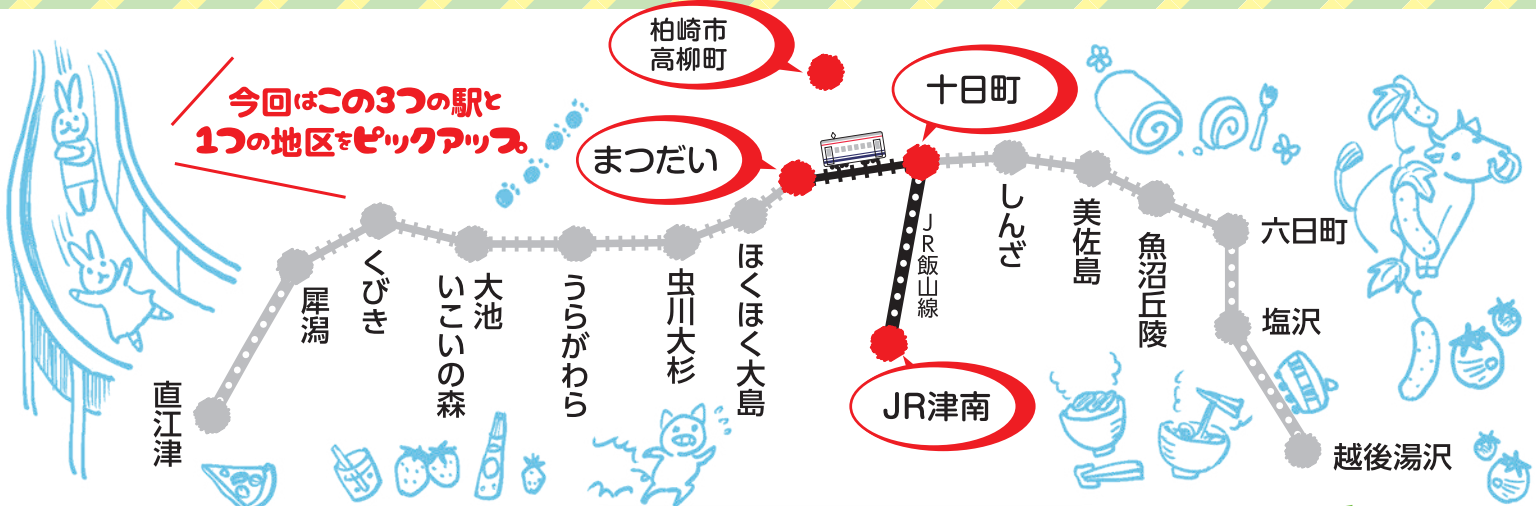 今回はこの3つの駅と
1つの地区をピックアップ。
柏崎市
高柳町
十日町
まつだい
JR飯山線
JR津南
直江津
犀潟
くびき
大池
いこいの森
うらがわら
虫川大杉
ほくほく大島
しんざ
美佐島
魚沼丘陵
六日町
塩沢
越後湯沢